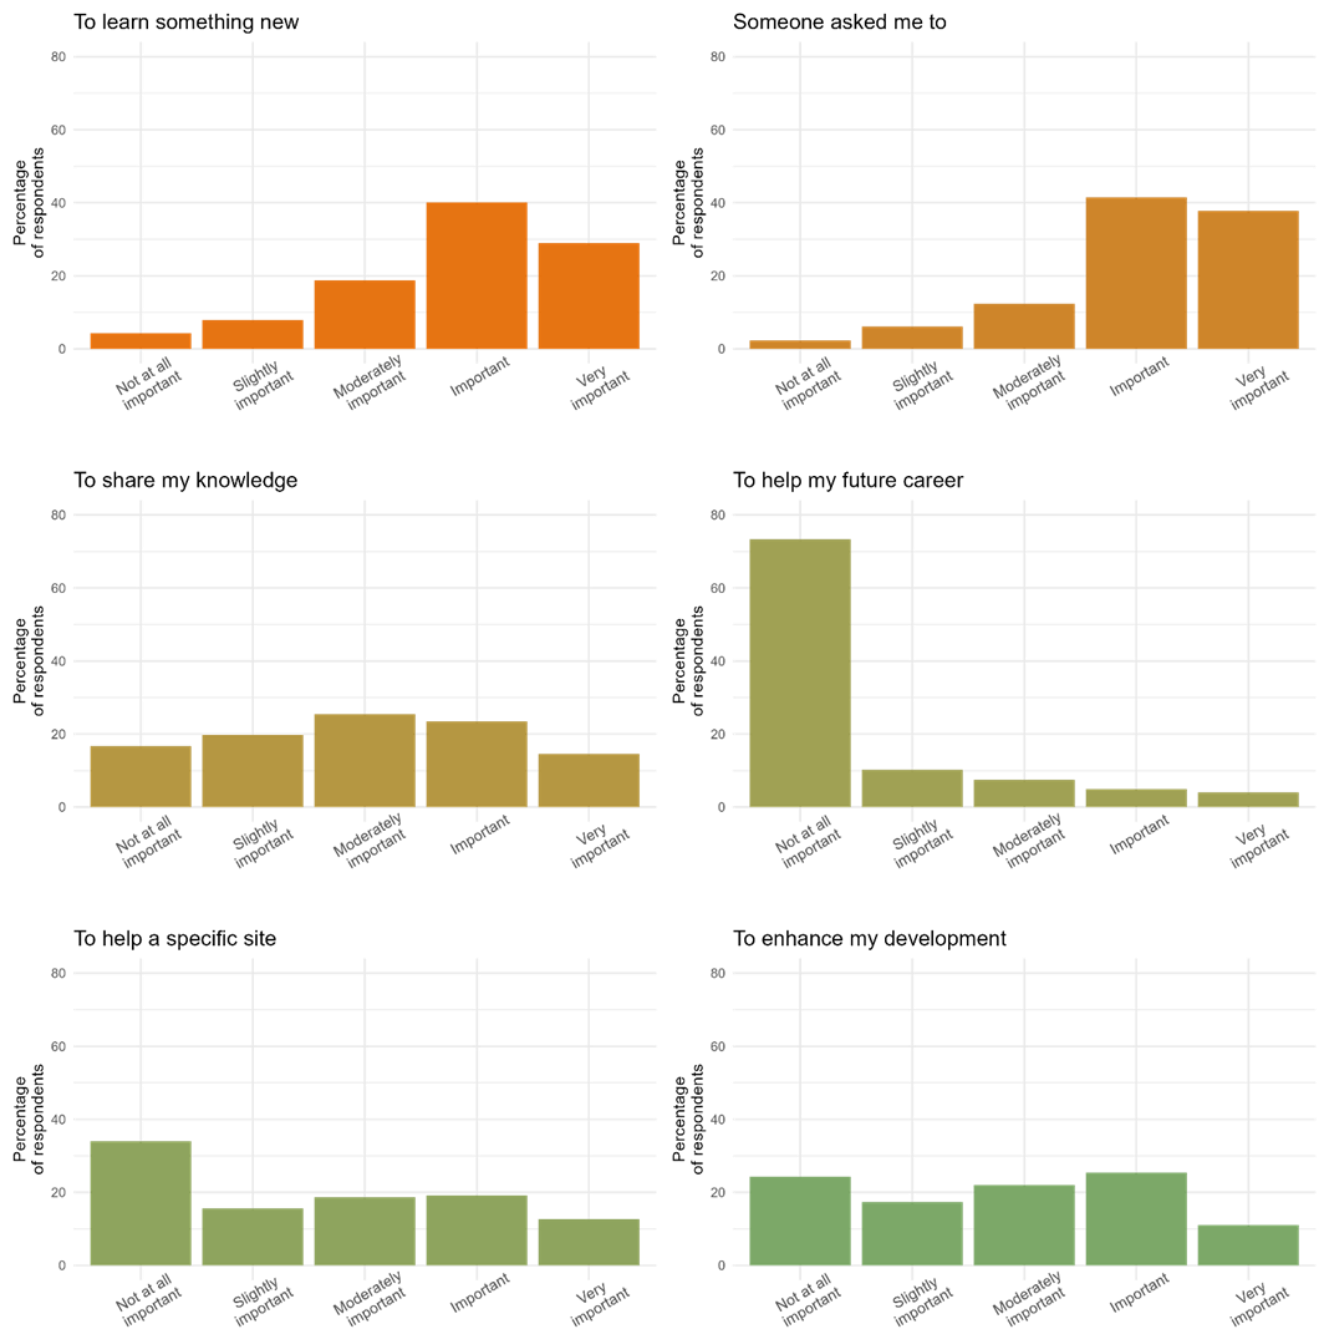 To learn something new
80
60
40
20
0
Percentage
of respondents
Not at all
important
Slightly
important
Moderately
important
Important
Very
important
Someone asked me to
80
60
40
20
0
Percentage
of respondents
Not at all
important
Slightly
important
Moderately
important
Important
Very
important
To share my knowledge
80
60
40
20
0
Percentage
of respondents
Not at all
important
Slightly
important
Moderately
important
Important
Very
important
To help my future career
80
60
40
20
0
Percentage
of respondents
Not at all
important
Slightly
important
Moderately
important
Important
Very
important
To help a specific site
80
60
40
20
0
Percentage
of respondents
Not at all
important
Slightly
important
Moderately
important
Important
Very
important
To enhance my development
80
60
40
20
0
Percentage
of respondents
Not at all
important
Slightly
important
Moderately
important
Important
Very
important